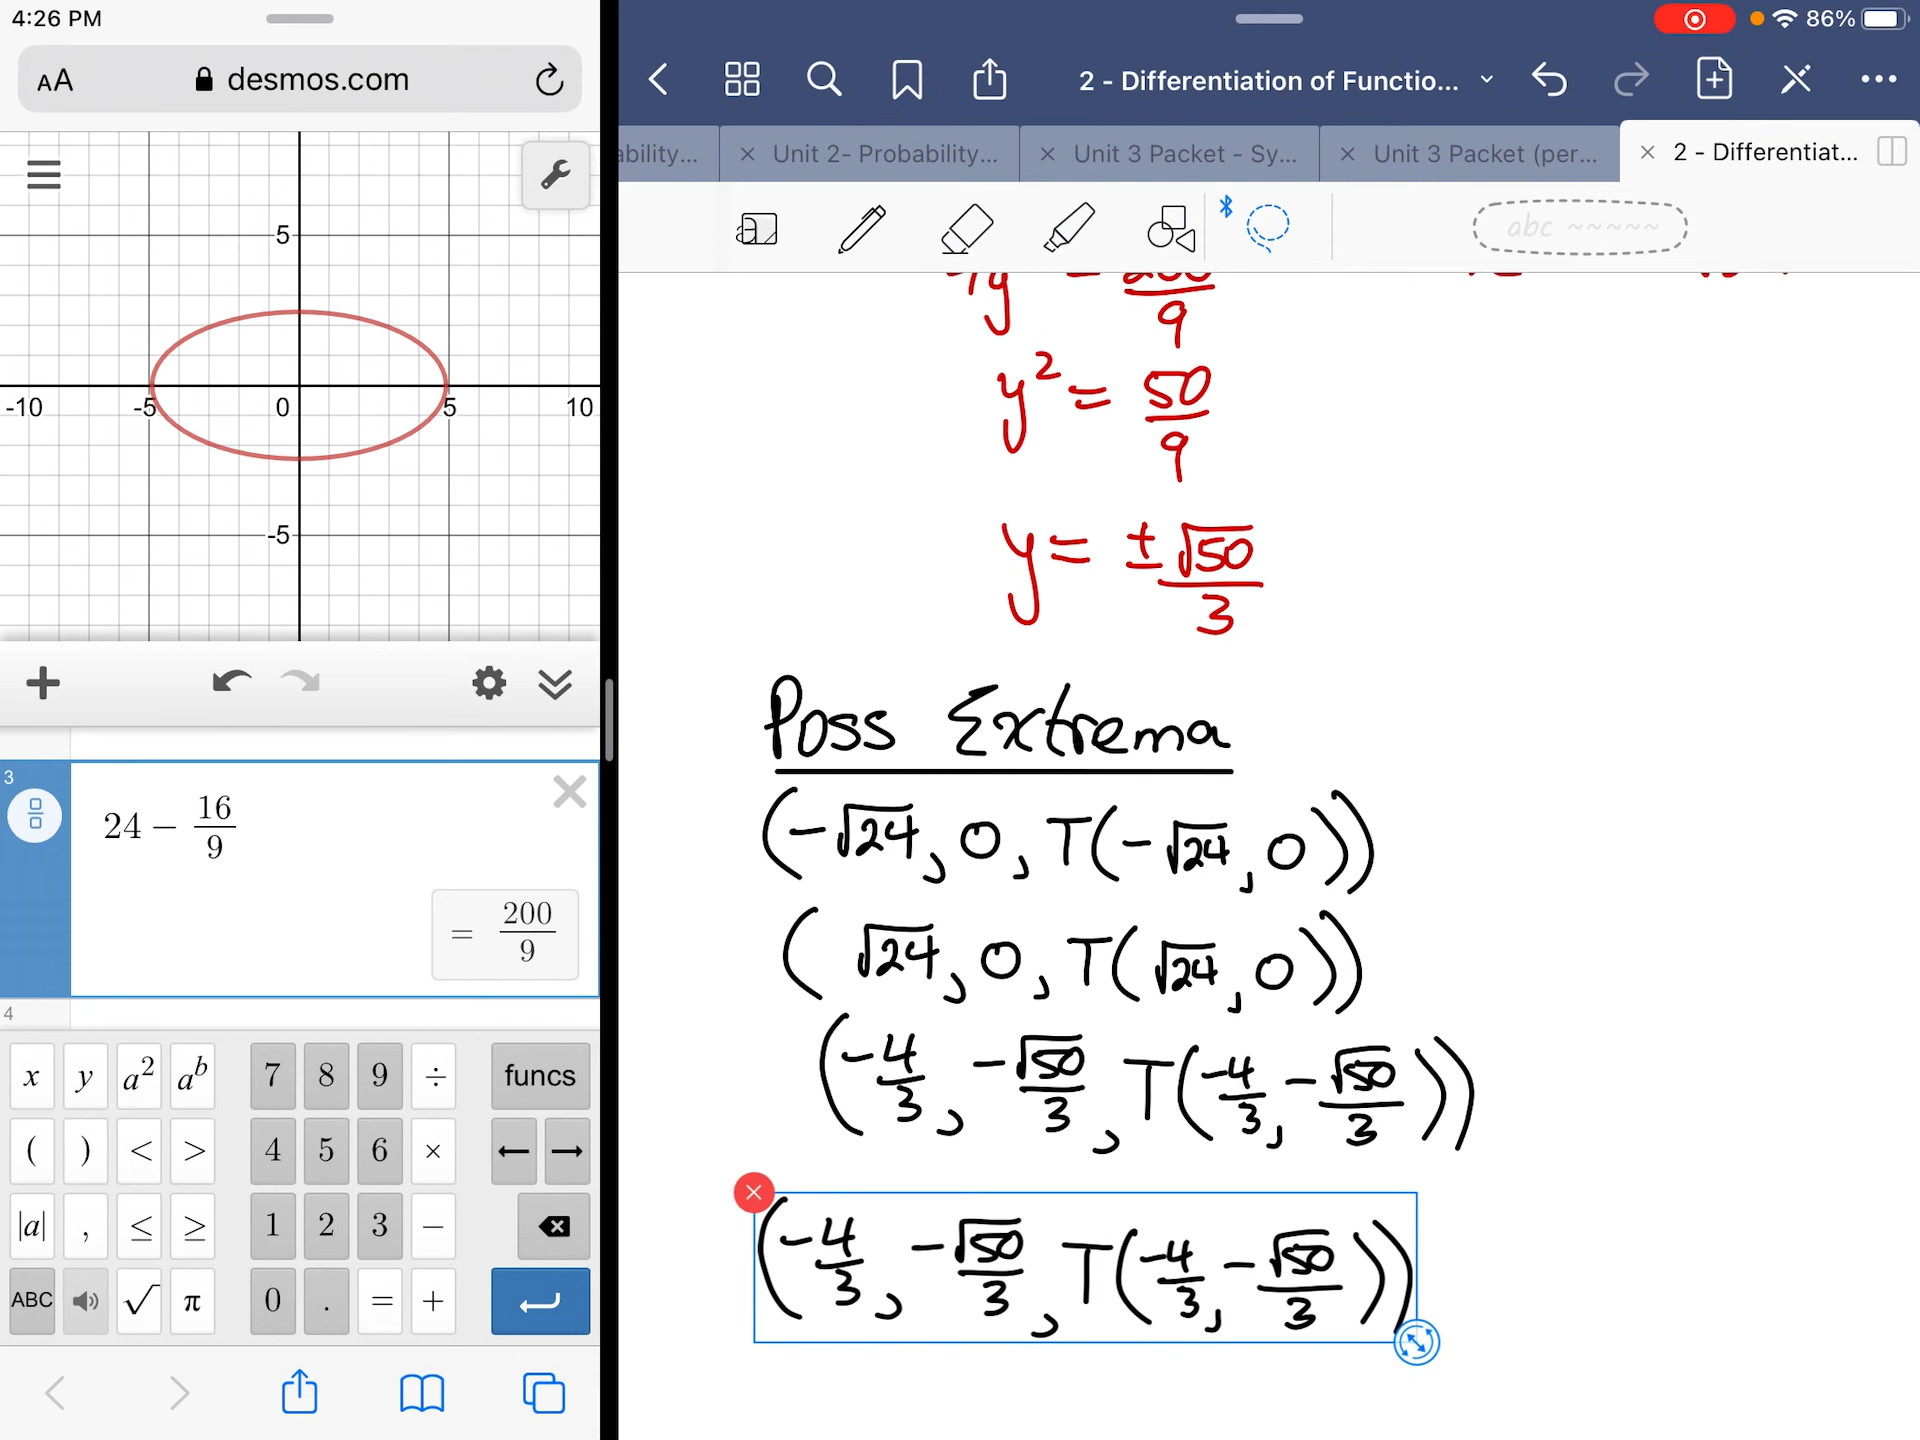 4:26 PM
AA desmos.com
5
-10 -5 0 5 10
-5
3
24 − 16/9
= 200/9
4
x y a² aᵇ 7 8 9 ÷ funcs
( ) < > 4 5 6 × ← →
|a| , ≤ ≥ 1 2 3 −
ABC √ π 0 . = +
86%
2 - Differentiation of Functio...
ability... × Unit 2- Probability... × Unit 3 Packet - Sy... × Unit 3 Packet (per... × 2 - Differentiat...
abc ~~~~~
y² = 50/9
y = ±√50/3
Poss Extrema
(-√24, 0, T(-√24, 0))
( √24, 0, T(√24, 0))
(-4/3, -√50/3, T(-4/3, -√50/3))
(-4/3, -√50/3, T(-4/3, -√50/3))